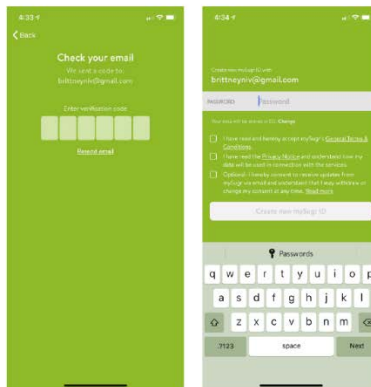 4:33
Back
Check your email
We sent a code to:
brittneyniv@gmail.com
Enter verification code
Resend email
4:34
Create new mySugr ID with
brittneyniv@gmail.com
PASSWORD
Password
Your data will be stored in
Change
I have read and hereby accept mySugr's General Terms &
Conditions.
I have read the Privacy Notice and understand how my
data will be used in connection with the services.
Optional: I hereby consent to receive updates from
mySugr via email and understand that I may withdraw or
change my consent at any time. Read more
Create new mySugr ID
Passwords
q w e r t y u i o p
a s d f g h j k l
z x c v b n m
.?123
space
Next